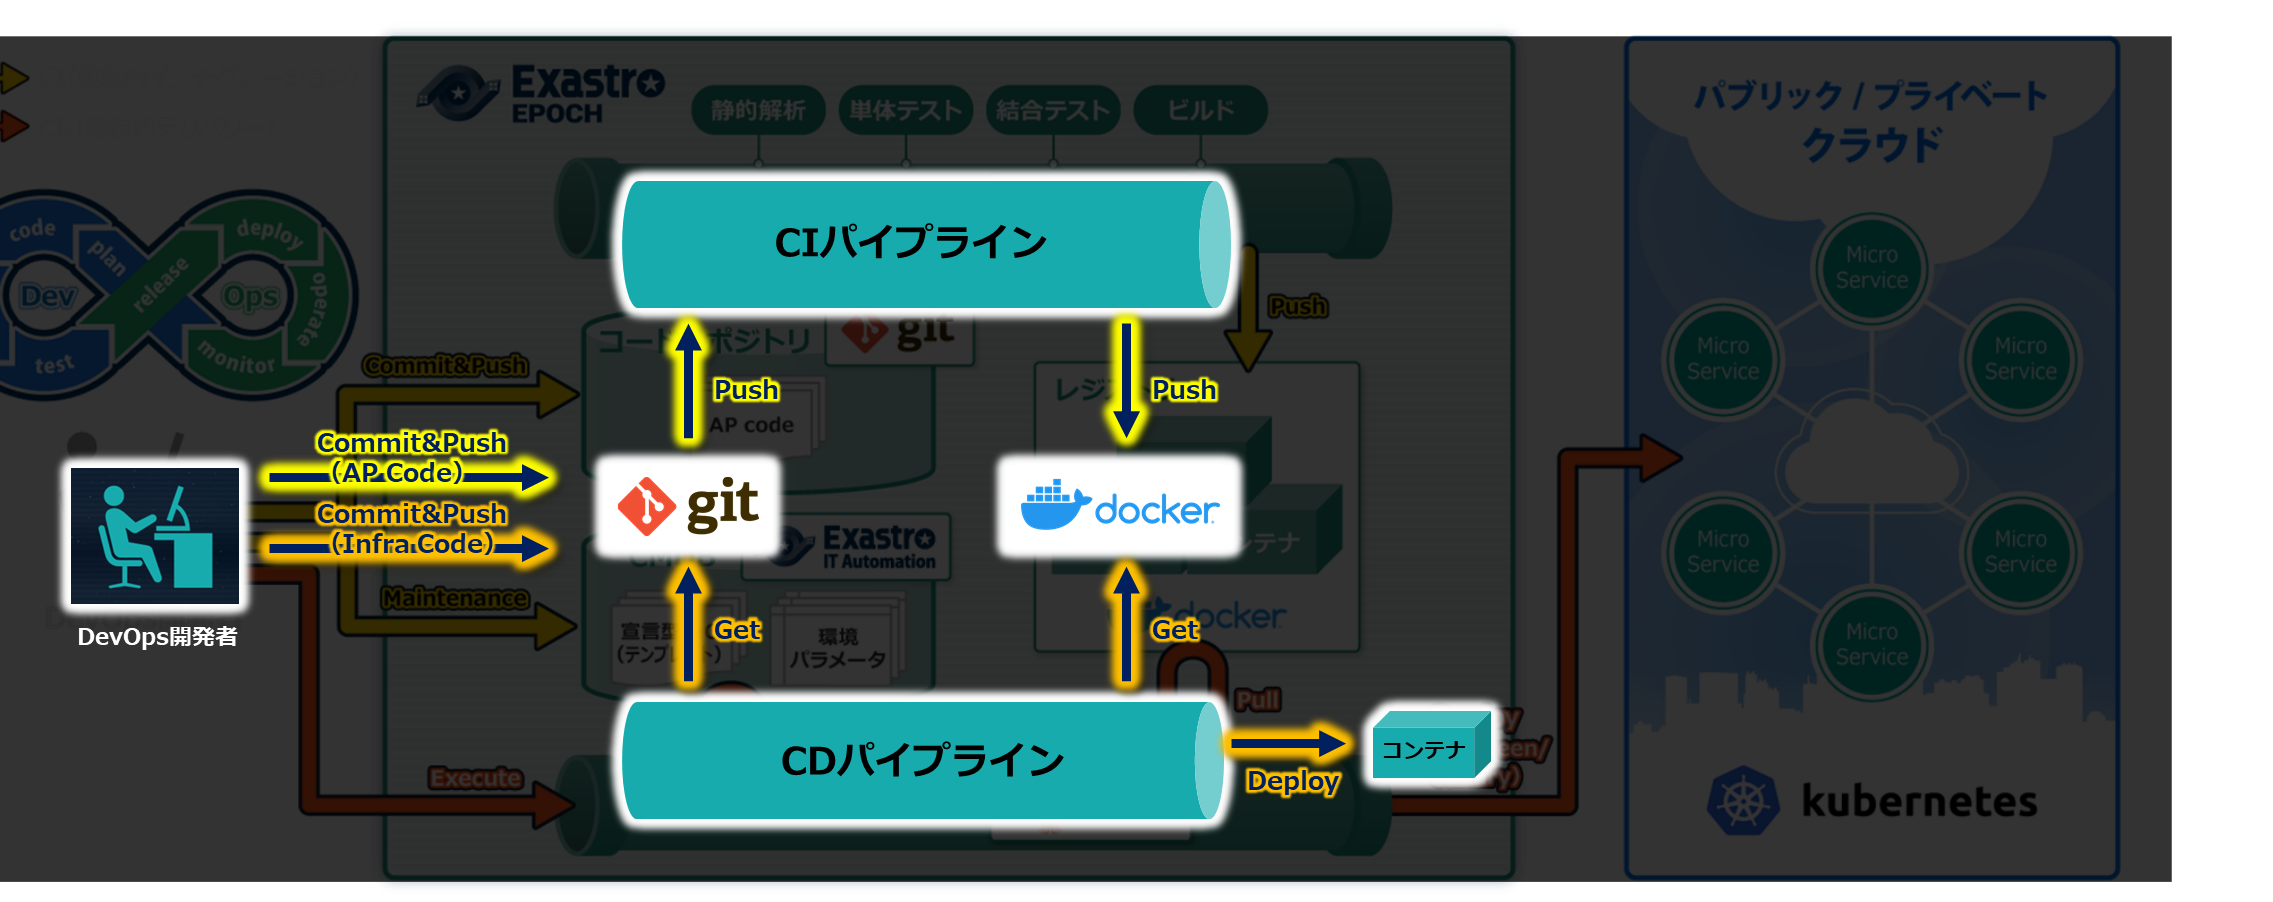 Exastro
EPOCH
静的解析
単体テスト
結合テスト
ビルド
パブリック / プライベート
クラウド
CIパイプライン
code
plan
release
deploy
operate
monitor
test
Dev
Ops
Micro
Service
Micro
Service
Micro
Service
Push
コードリポジトリ
git
Commit&Push
Push
Push
レジス
AP code
Commit&Push
(AP Code)
Commit&Push
(Infra Code)
git
docker
Exastro
IT Automation
ンテナ
Micro
Service
Micro
Service
Micro
Service
DevOps開発者
Maintenance
Get
Get
docker
宣言型
(テンプレート)
環境
パラメータ
Pull
CDパイプライン
Deploy
コンテナ
een/
Execute
kubernetes